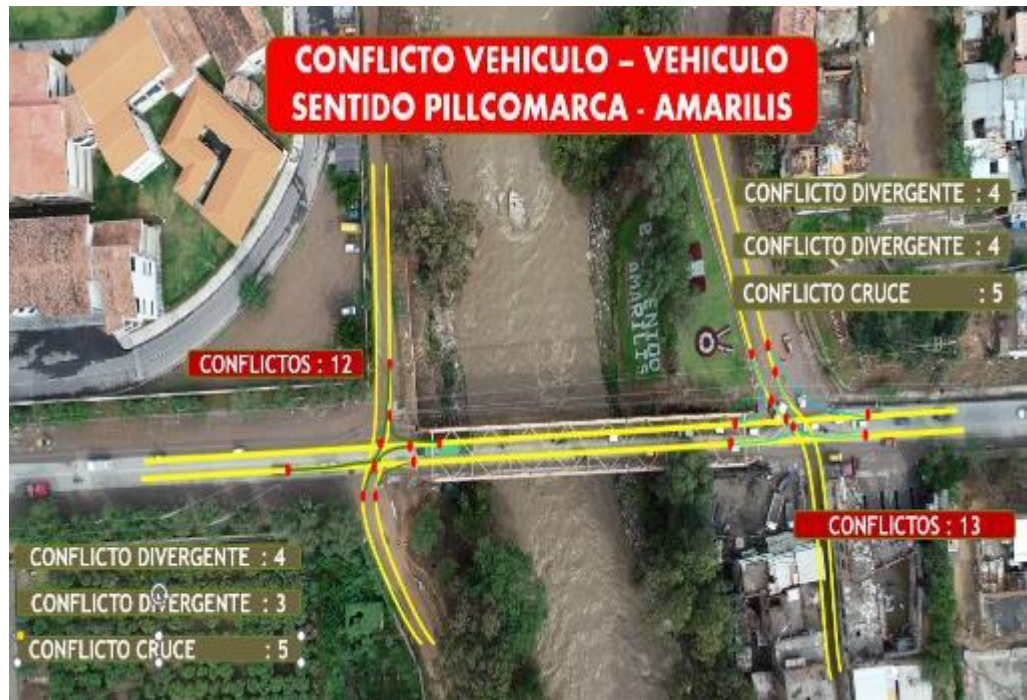 CONFLICTO VEHICULO – VEHICULO
SENTIDO PILLCOMARCA - AMARILIS
CONFLICTO DIVERGENTE : 4
CONFLICTO DIVERGENTE : 4
CONFLICTO CRUCE : 5
CONFLICTOS : 12
CONFLICTOS : 13
CONFLICTO DIVERGENTE : 4
CONFLICTO DIVERGENTE : 3
CONFLICTO CRUCE : 5